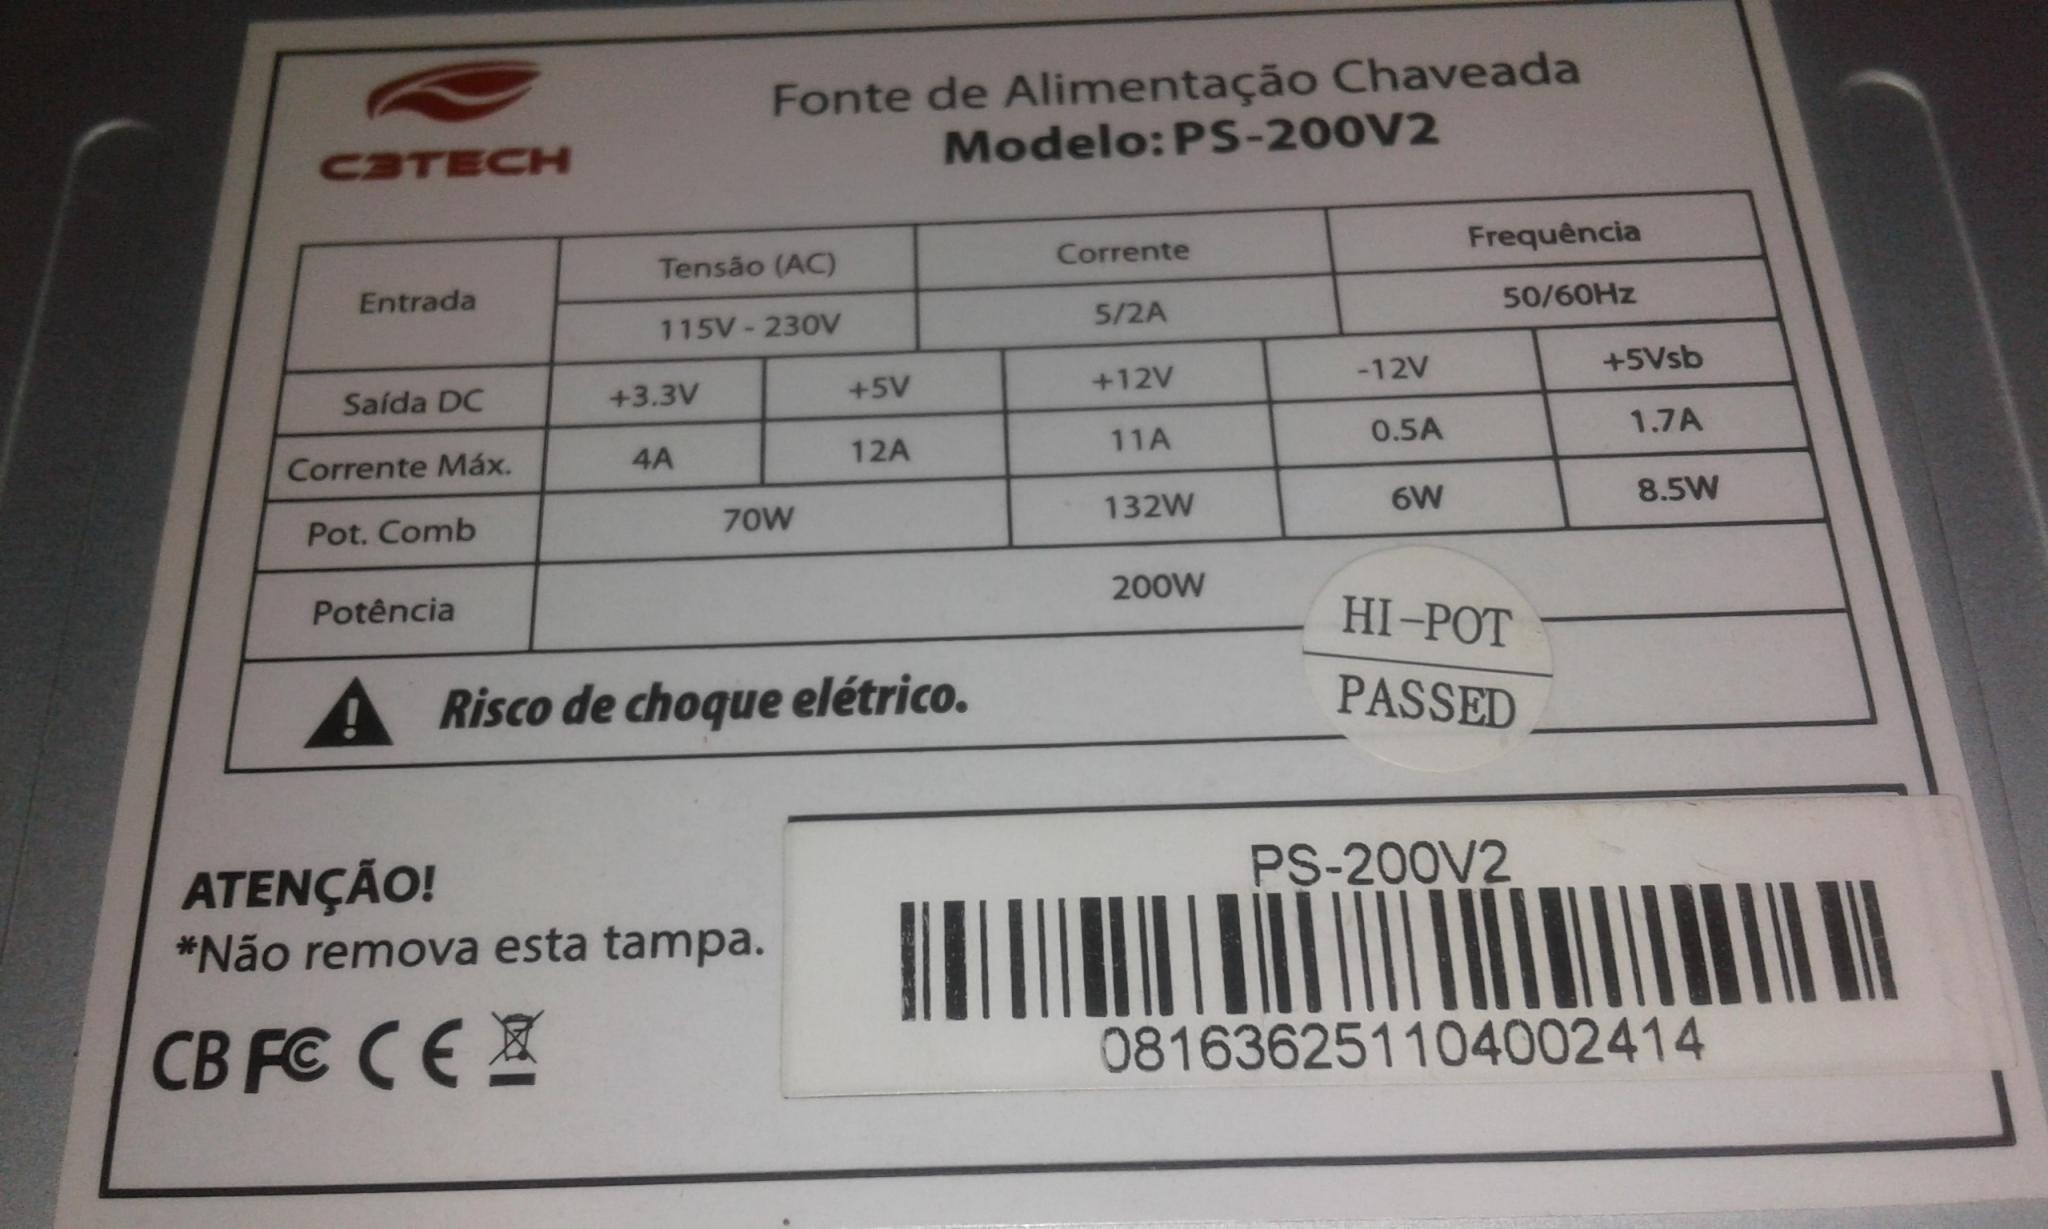 C3TECH
Fonte de Alimentação Chaveada
Modelo: PS-200V2
Entrada Tensão (AC) Corrente Frequência
115V - 230V 5/2A 50/60Hz
Saída DC +3.3V +5V +12V -12V +5Vsb
Corrente Máx. 4A 12A 11A 0.5A 1.7A
Pot. Comb 70W 132W 6W 8.5W
Potência 200W
HI-POT
PASSED
Risco de choque elétrico.
ATENÇÃO!
*Não remova esta tampa.
CB FC CE
PS-200V2
081636251104002414